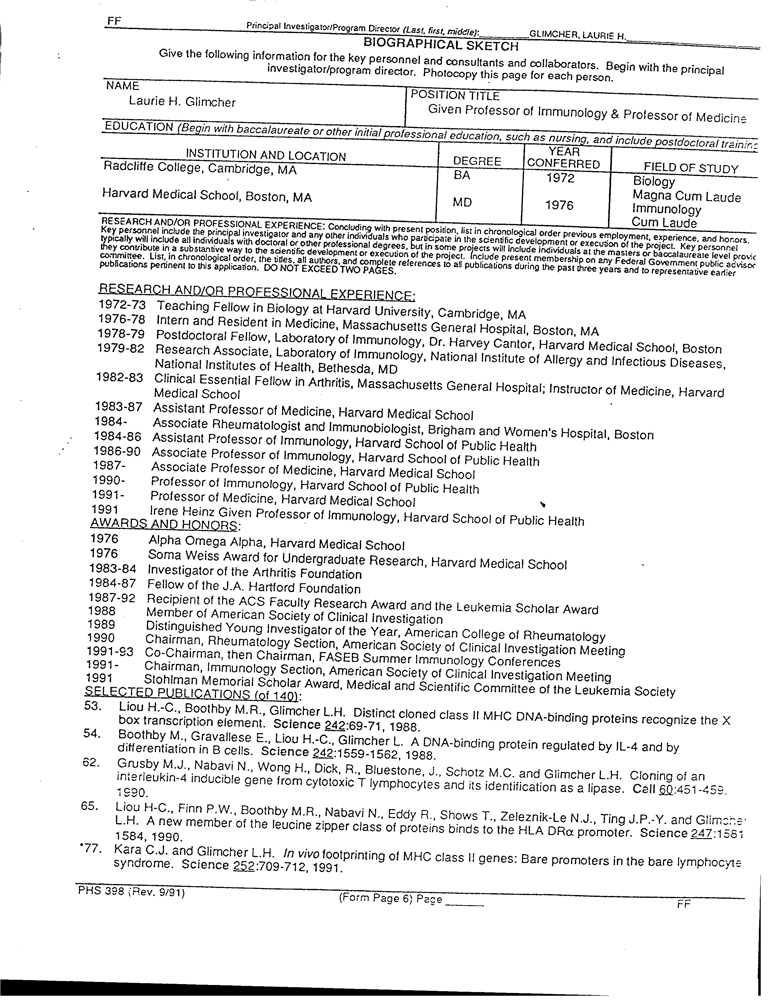 FF
Principal Investigator/Program Director (Last, first, middle): GLIMCHER, LAURIE H.
BIOGRAPHICAL SKETCH
Give the following information for the key personnel and consultants and collaborators. Begin with the principal
investigator/program director. Photocopy this page for each person.
NAME
POSITION TITLE
Laurie H. Glimcher
Given Professor of Immunology & Professor of Medicine
EDUCATION (Begin with baccalaureate or other initial professional education, such as nursing, and include postdoctoral training
INSTITUTION AND LOCATION
DEGREE
YEAR
CONFERRED
FIELD OF STUDY
Radcliffe College, Cambridge, MA
BA
1972
Biology
Magna Cum Laude
Harvard Medical School, Boston, MA
MD
1976
Immunology
Cum Laude
RESEARCH AND/OR PROFESSIONAL EXPERIENCE: Concluding with present position, list in chronological order previous employment, experience, and honors.
Key personnel include the principal investigator and any other individuals who participate in the scientific development or execution of the project. Key personnel
typically will include all individuals with doctoral or other professional degrees, but in some projects will include individuals at the masters or baccalaureate level provic
they contribute in a substantive way to the scientific development or execution of the project. Include present membership on any Federal Government public advisor
committee. List, in chronological order, the titles, all authors, and complete references to all publications during the past three years and to representative earlier
publications pertinent to this application. DO NOT EXCEED TWO PAGES.
RESEARCH AND/OR PROFESSIONAL EXPERIENCE:
1972-73 Teaching Fellow in Biology at Harvard University, Cambridge, MA
1976-78 Intern and Resident in Medicine, Massachusetts General Hospital, Boston, MA
1978-79 Postdoctoral Fellow, Laboratory of Immunology, Dr. Harvey Cantor, Harvard Medical School, Boston
1979-82 Research Associate, Laboratory of Immunology, National Institute of Allergy and Infectious Diseases,
National Institutes of Health, Bethesda, MD
1982-83 Clinical Essential Fellow in Arthritis, Massachusetts General Hospital; Instructor of Medicine, Harvard
Medical School
1983-87 Assistant Professor of Medicine, Harvard Medical School
1984- Associate Rheumatologist and Immunobiologist, Brigham and Women's Hospital, Boston
1984-86 Assistant Professor of Immunology, Harvard School of Public Health
1986-90 Associate Professor of Immunology, Harvard School of Public Health
1987- Associate Professor of Medicine, Harvard Medical School
1990- Professor of Immunology, Harvard School of Public Health
1991- Professor of Medicine, Harvard Medical School
1991 Irene Heinz Given Professor of Immunology, Harvard School of Public Health
AWARDS AND HONORS:
1976 Alpha Omega Alpha, Harvard Medical School
1976 Soma Weiss Award for Undergraduate Research, Harvard Medical School
1983-84 Investigator of the Arthritis Foundation
1984-87 Fellow of the J.A. Hartford Foundation
1987-92 Recipient of the ACS Faculty Research Award and the Leukemia Scholar Award
1988 Member of American Society of Clinical Investigation
1989 Distinguished Young Investigator of the Year, American College of Rheumatology
1990 Chairman, Rheumatology Section, American Society of Clinical Investigation Meeting
1991-93 Co-Chairman, then Chairman, FASEB Summer Immunology Conferences
1991- Chairman, Immunology Section, American Society of Clinical Investigation Meeting
1991 Stohlman Memorial Scholar Award, Medical and Scientific Committee of the Leukemia Society
SELECTED PUBLICATIONS (of 140):
53. Liou H.-C., Boothby M.R., Glimcher L.H. Distinct cloned class II MHC DNA-binding proteins recognize the X
box transcription element. Science 242:69-71, 1988.
54. Boothby M., Gravallese E., Liou H.-C., Glimcher L. A DNA-binding protein regulated by IL-4 and by
differentiation in B cells. Science 242:1559-1562, 1988.
62. Grusby M.J., Nabavi N., Wong H., Dick, R., Bluestone, J., Schotz M.C. and Glimcher L.H. Cloning of an
interleukin-4 inducible gene from cytotoxic T lymphocytes and its identification as a lipase. Cell 60:451-459,
1990.
65. Liou H-C., Finn P.W., Boothby M.R., Nabavi N., Eddy R., Shows T., Zeleznik-Le N.J., Ting J.P.-Y. and Glimcher
L.H. A new member of the leucine zipper class of proteins binds to the HLA DRα promoter. Science 247:1581
1584, 1990.
*77. Kara C.J. and Glimcher L.H. In vivo footprinting of MHC class II genes: Bare promoters in the bare lymphocyte
syndrome. Science 252:709-712, 1991.
PHS 398 (Rev. 9/91)
(Form Page 6) Page
FF